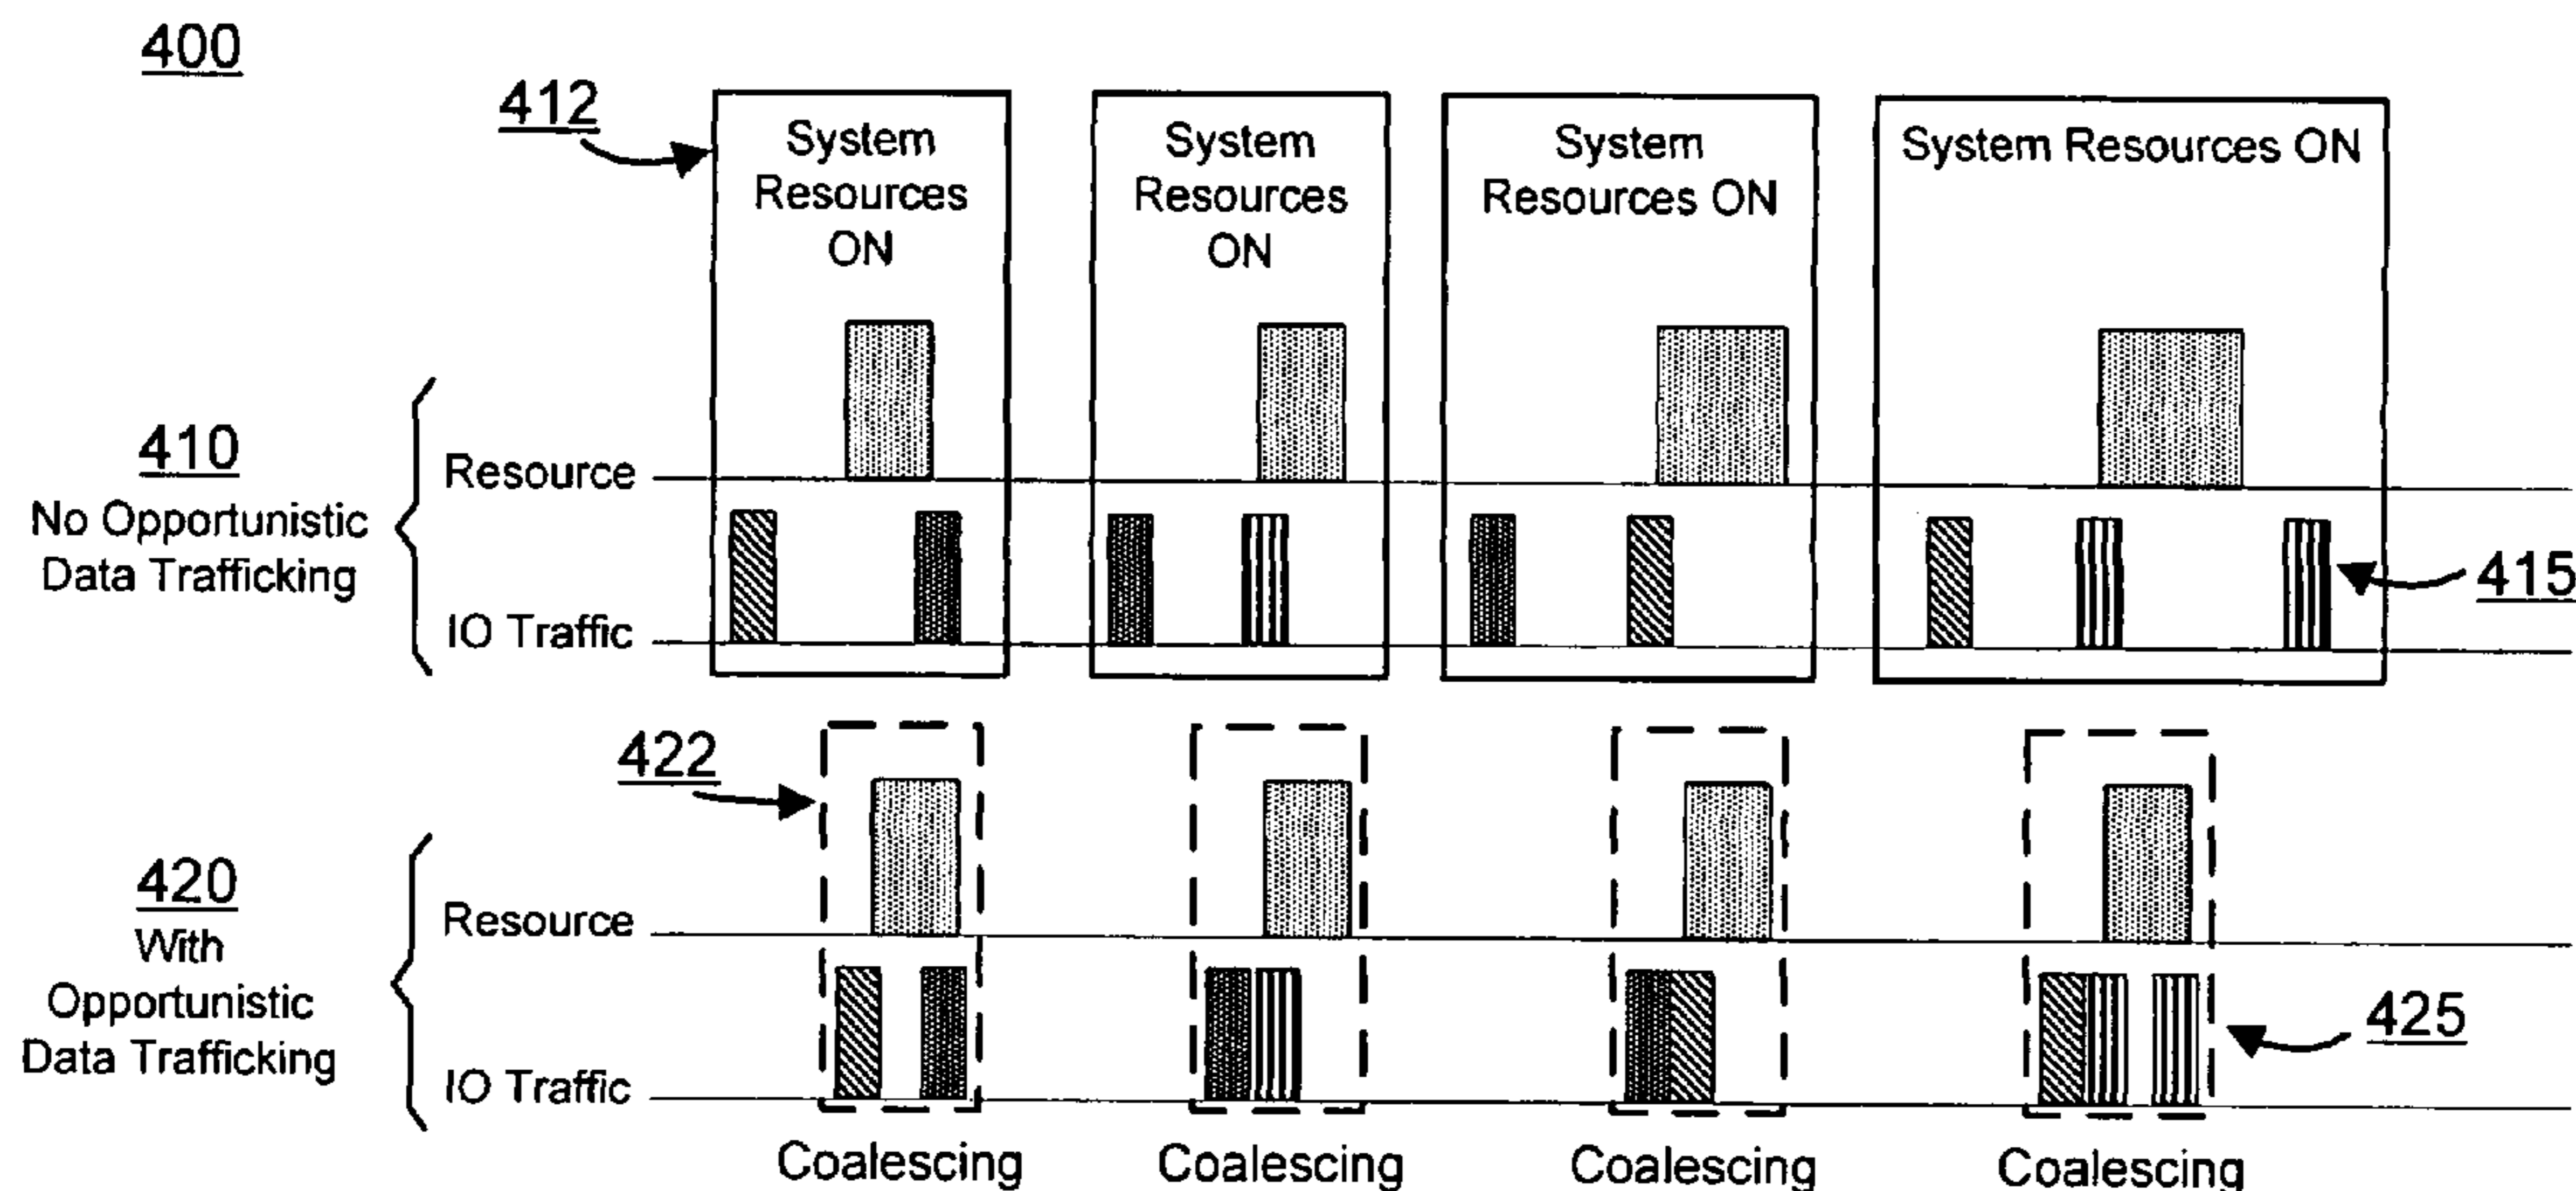 400
412
System
Resources
ON
System
Resources
ON
System
Resources ON
System Resources ON
410
No Opportunistic
Data Trafficking
Resource
IO Traffic
415
422
420
With
Opportunistic
Data Trafficking
Resource
IO Traffic
425
Coalescing
Coalescing
Coalescing
Coalescing